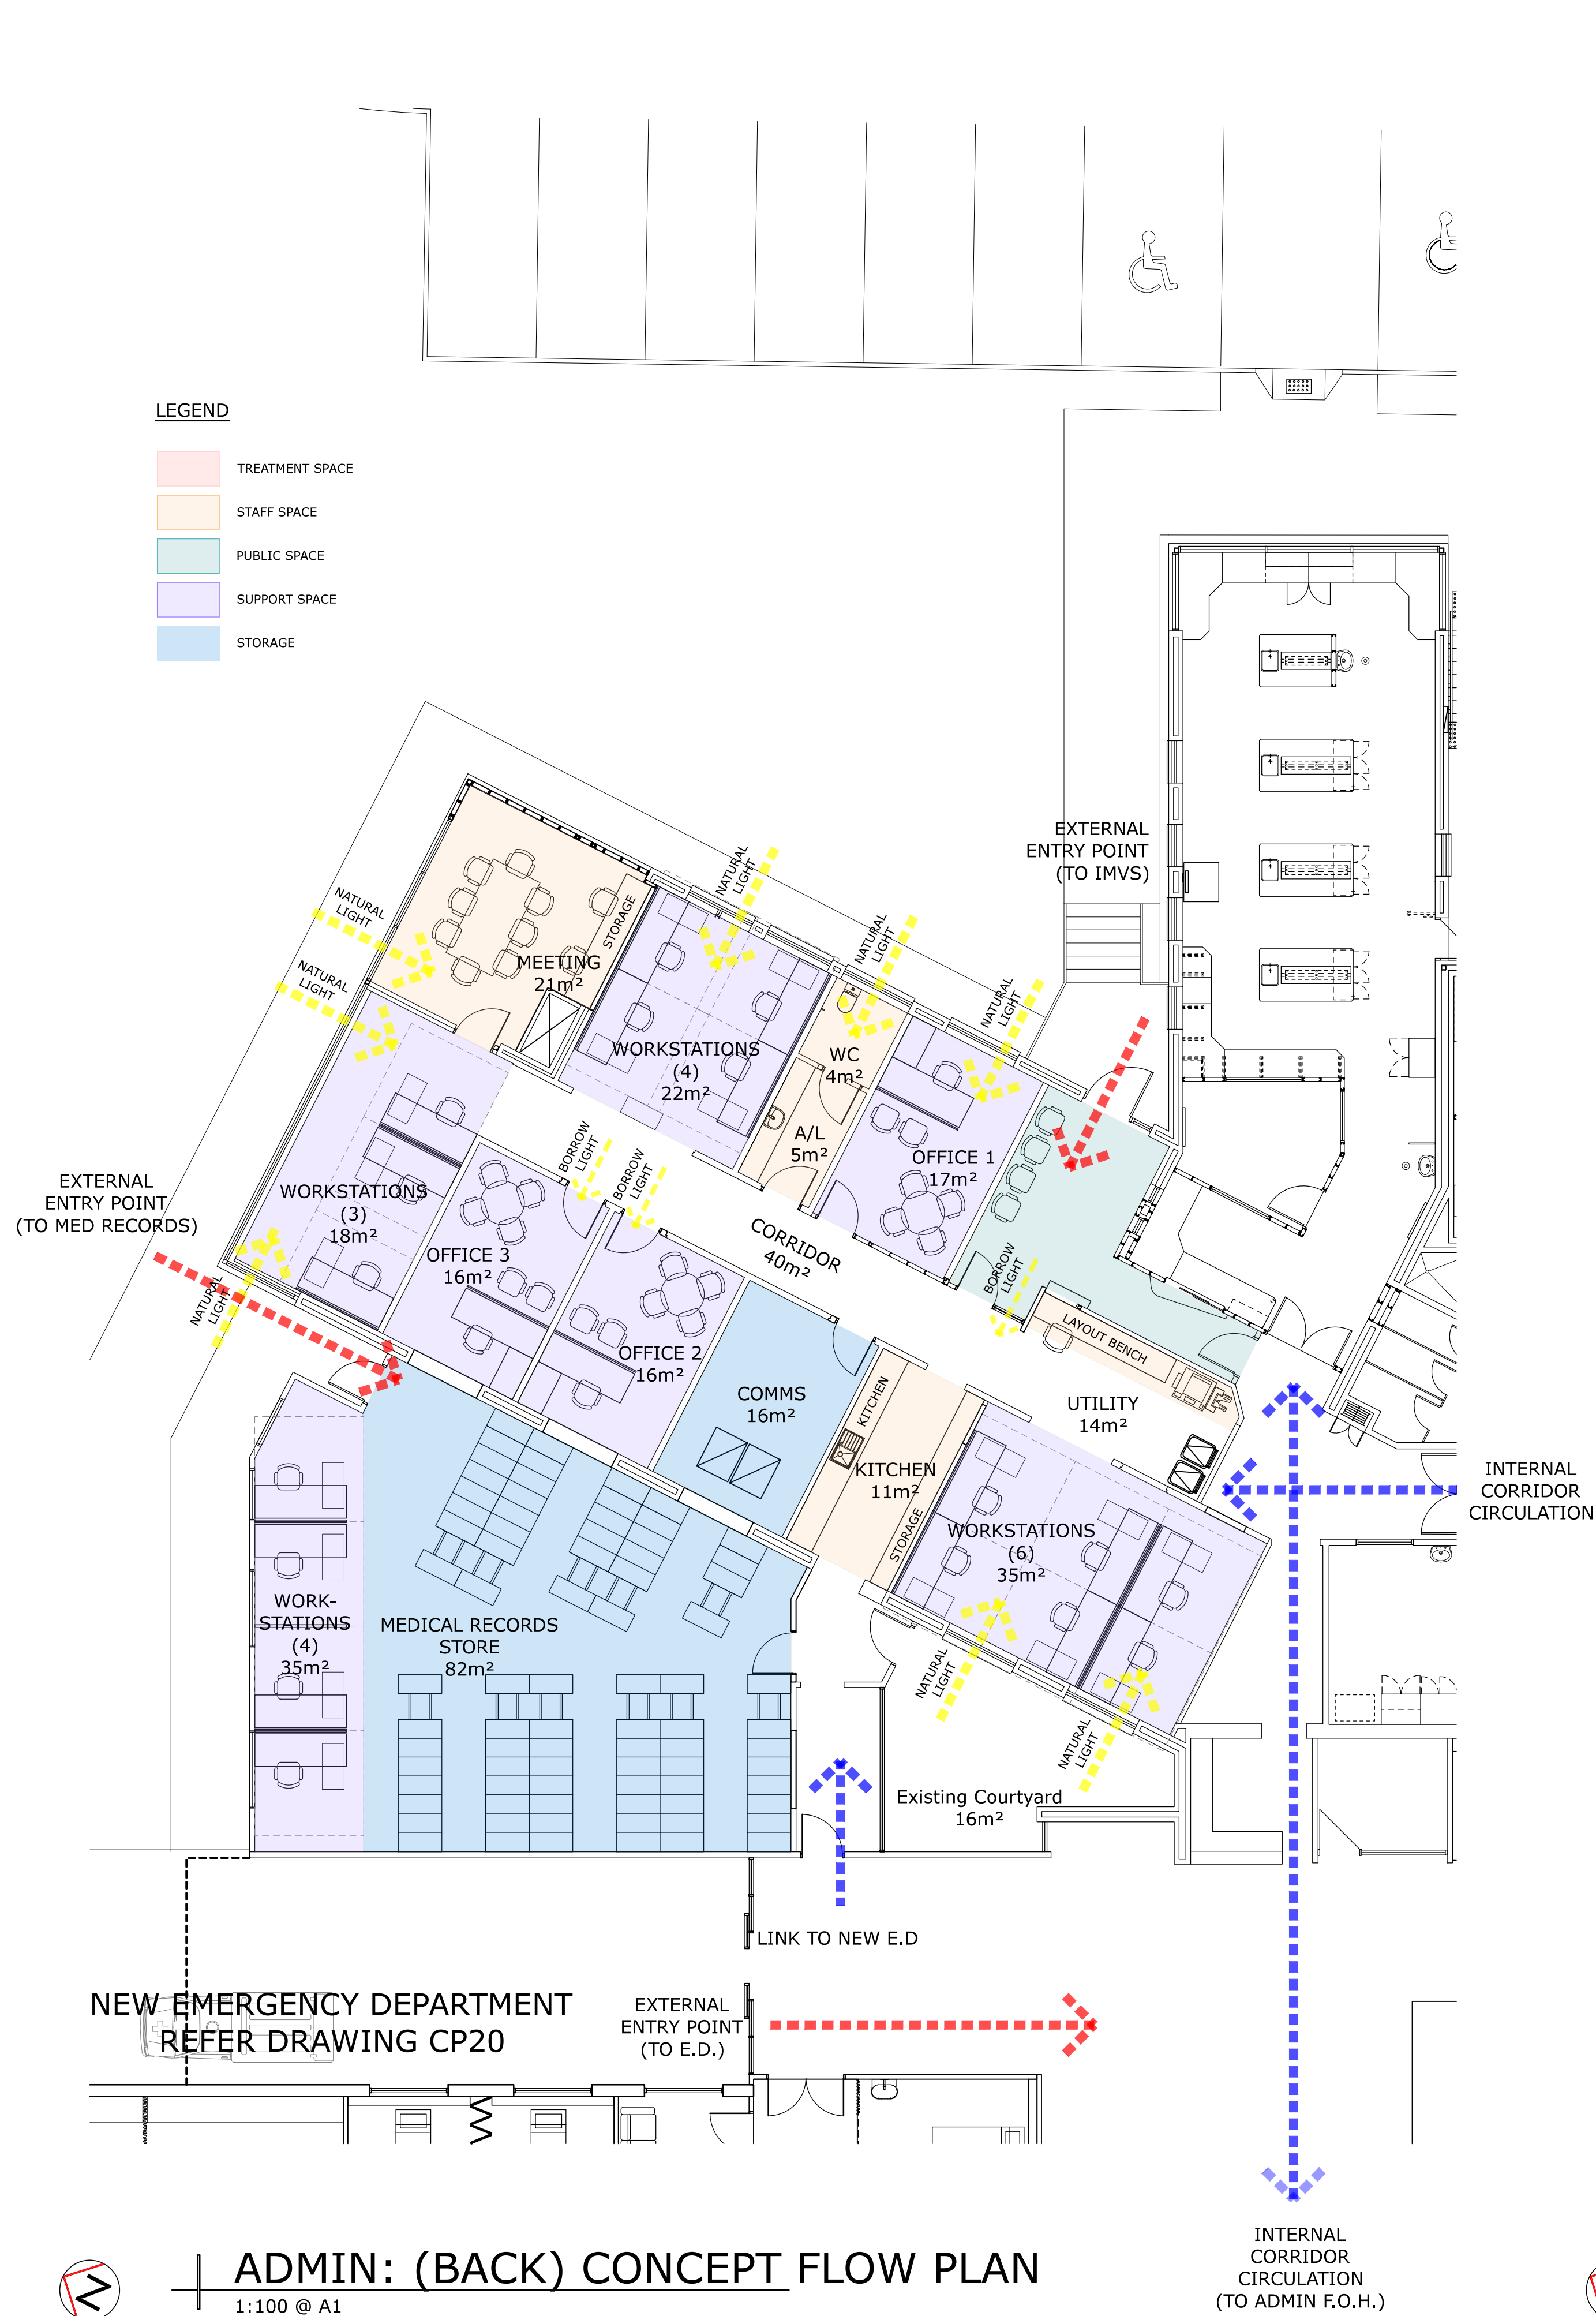 LEGEND
TREATMENT SPACE
STAFF SPACE
PUBLIC SPACE
SUPPORT SPACE
STORAGE
EXTERNAL
ENTRY POINT
(TO IMVS)
NATURAL
LIGHT
NATURAL
LIGHT
NATURAL
LIGHT
NATURAL
LIGHT
NATURAL
LIGHT
STORAGE
MEETING
21m²
WORKSTATIONS
(4)
22m²
WC
4m²
A/L
5m²
OFFICE 1
17m²
BORROW
LIGHT
BORROW
LIGHT
BORROW
LIGHT
EXTERNAL
ENTRY POINT
(TO MED RECORDS)
WORKSTATIONS
(3)
18m²
NATURAL
LIGHT
OFFICE 3
16m²
OFFICE 2
16m²
CORRIDOR
40m²
LAYOUT BENCH
COMMS
16m²
KITCHEN
KITCHEN
11m²
STORAGE
UTILITY
14m²
WORKSTATIONS
(6)
35m²
INTERNAL
CORRIDOR
CIRCULATION
WORK-
STATIONS
(4)
35m²
MEDICAL RECORDS
STORE
82m²
NATURAL
LIGHT
NATURAL
LIGHT
Existing Courtyard
16m²
LINK TO NEW E.D
NEW EMERGENCY DEPARTMENT
REFER DRAWING CP20
EXTERNAL
ENTRY POINT
(TO E.D.)
INTERNAL
CORRIDOR
CIRCULATION
(TO ADMIN F.O.H.)
ADMIN: (BACK) CONCEPT FLOW PLAN
1:100 @ A1